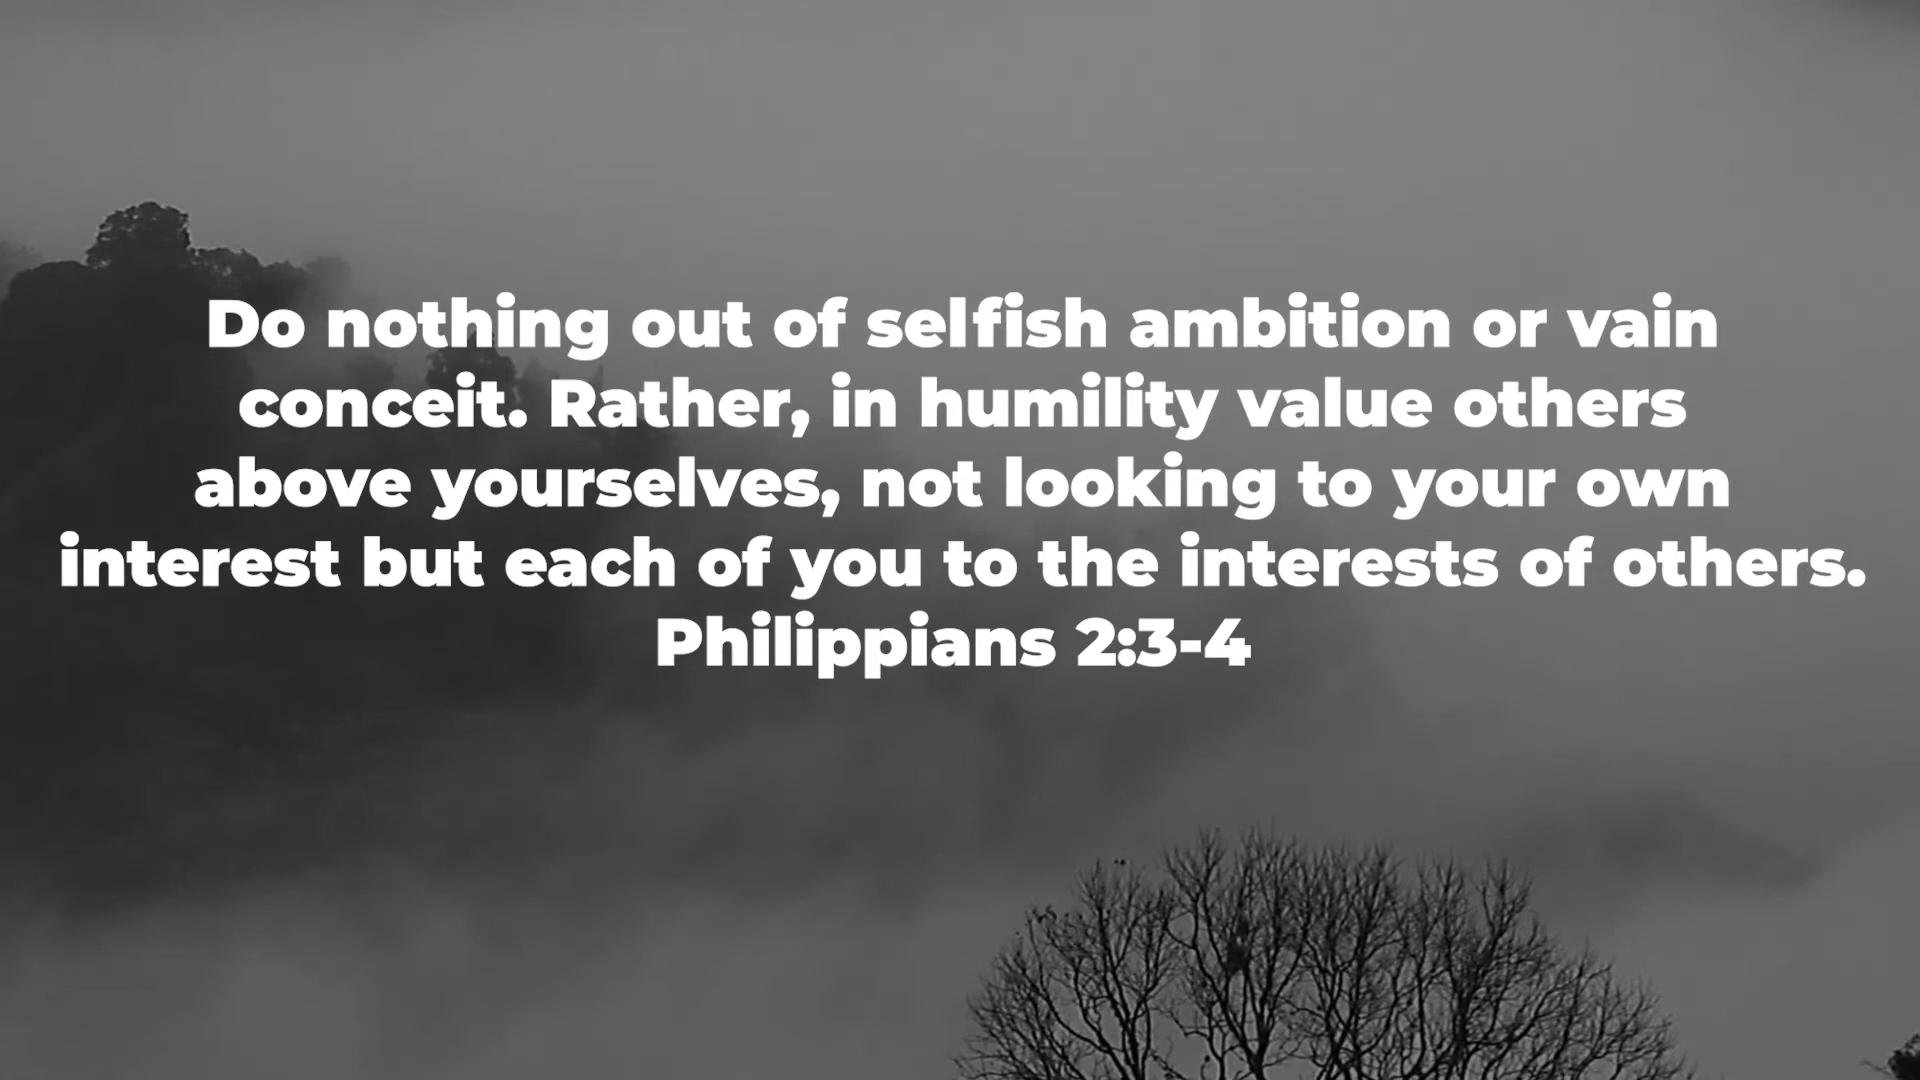 Do nothing out of selfish ambition or vain
conceit. Rather, in humility value others
above yourselves, not looking to your own
interest but each of you to the interests of others.
Philippians 2:3-4